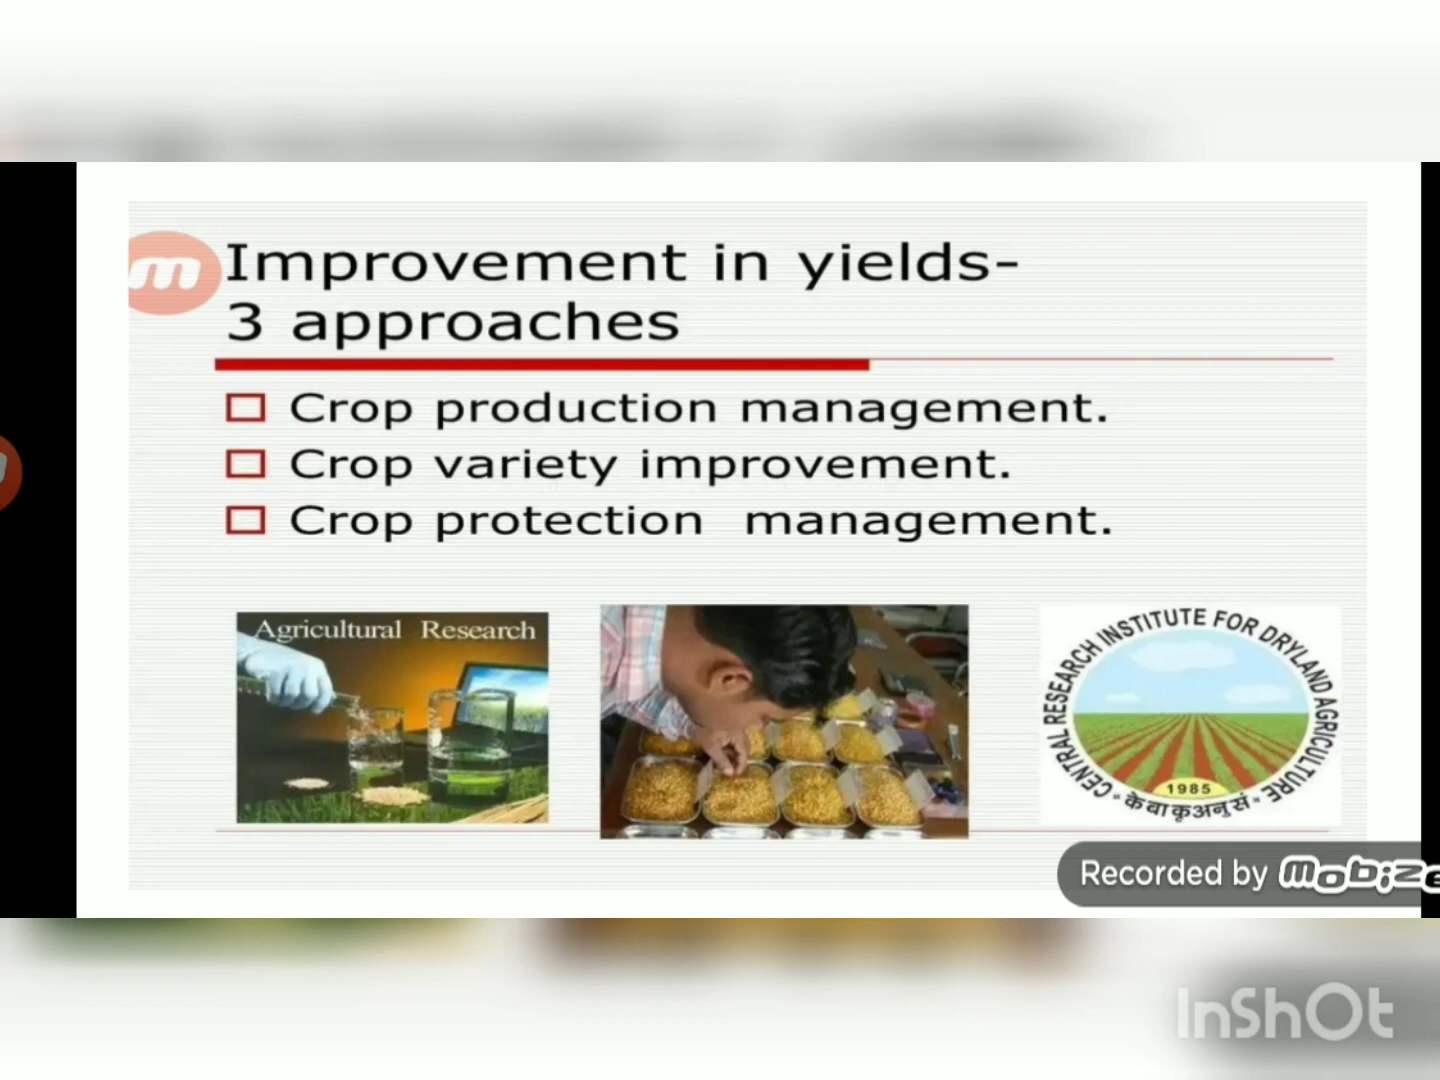 Improvement in yields-
3 approaches
Crop production management.
Crop variety improvement.
Crop protection management.
Agricultural Research
CENTRAL RESEARCH INSTITUTE FOR DRYLAND AGRICULTURE
1985
के बा कृ अनु सं
m
Recorded by
InShOt